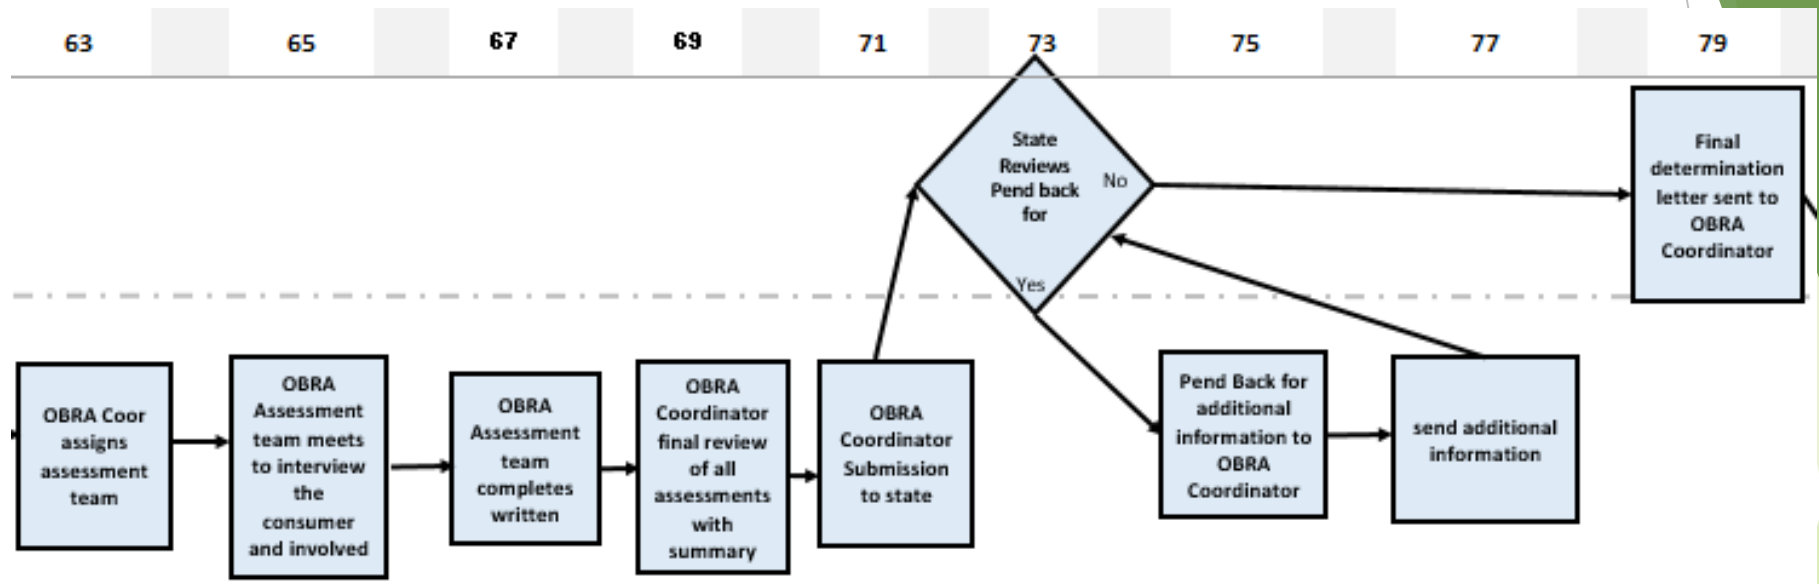 63
65
67
69
71
73
75
77
79
OBRA Coor
assigns
assessment
team
OBRA
Assessment
team meets
to interview
the
consumer
and involved
OBRA
Assessment
team
completes
written
OBRA
Coordinator
final review
of all
assessments
with
summary
OBRA
Coordinator
Submission
to state
State
Reviews
Pend back
for
No
Yes
Pend Back for
additional
information to
OBRA
Coordinator
send additional
information
Final
determination
letter sent to
OBRA
Coordinator